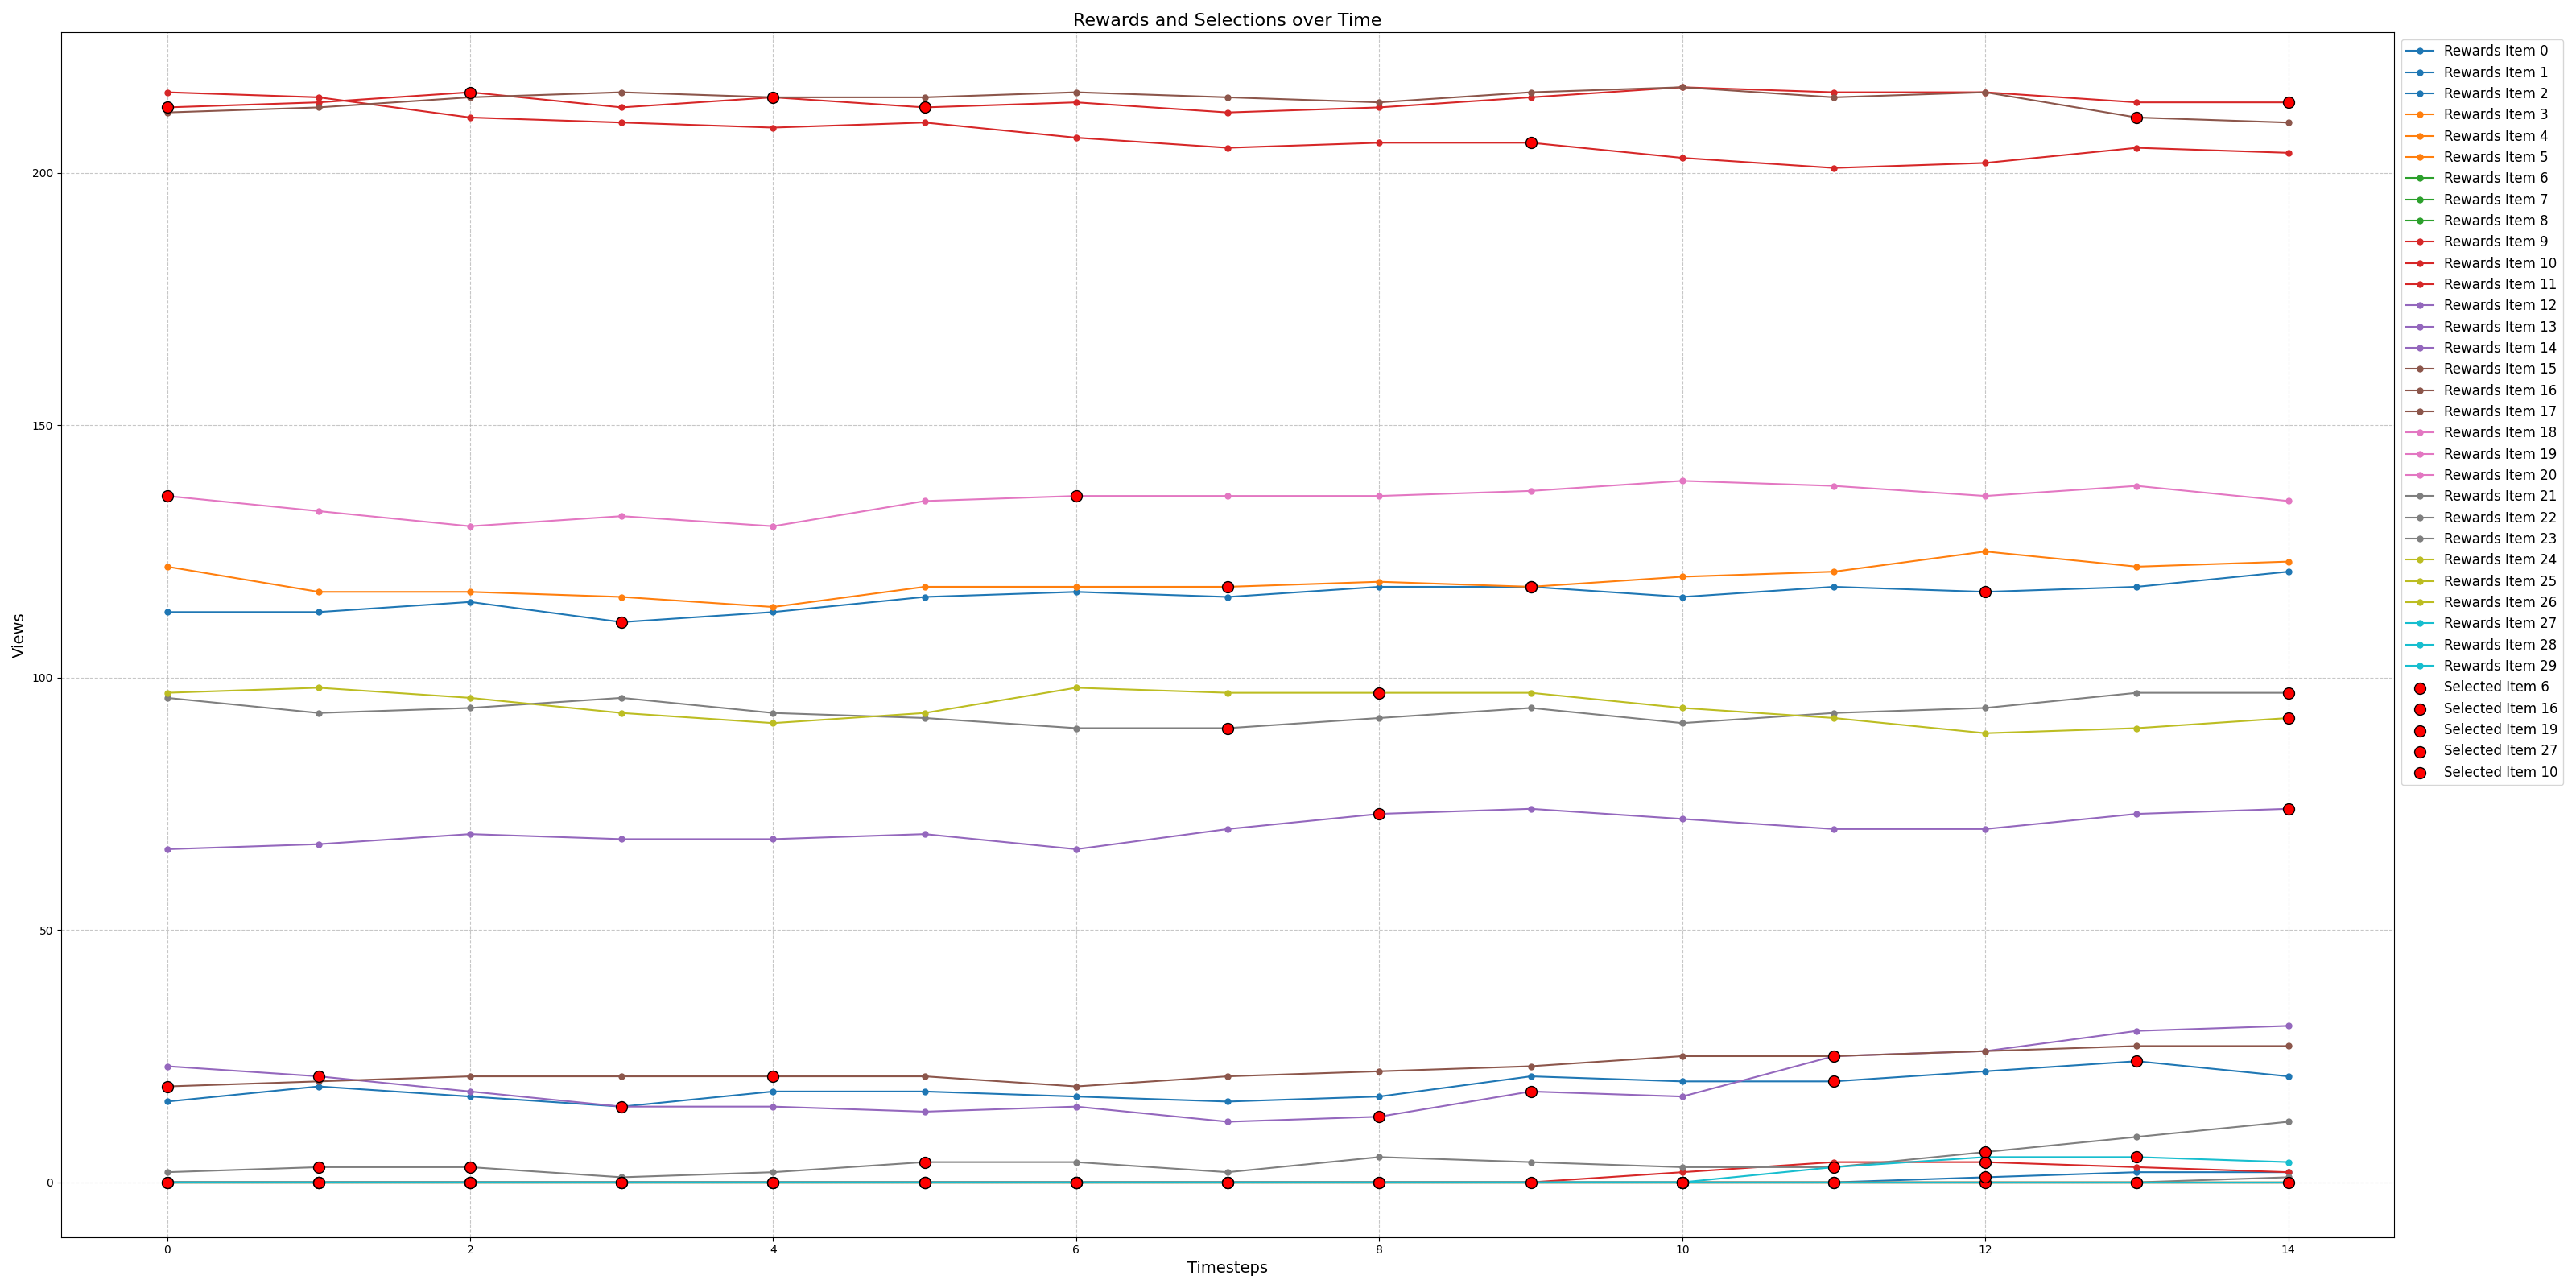 Rewards and Selections over Time
Views
200
150
100
50
0
0 2 4 6 8 10 12 14
Timesteps
Rewards Item 0
Rewards Item 1
Rewards Item 2
Rewards Item 3
Rewards Item 4
Rewards Item 5
Rewards Item 6
Rewards Item 7
Rewards Item 8
Rewards Item 9
Rewards Item 10
Rewards Item 11
Rewards Item 12
Rewards Item 13
Rewards Item 14
Rewards Item 15
Rewards Item 16
Rewards Item 17
Rewards Item 18
Rewards Item 19
Rewards Item 20
Rewards Item 21
Rewards Item 22
Rewards Item 23
Rewards Item 24
Rewards Item 25
Rewards Item 26
Rewards Item 27
Rewards Item 28
Rewards Item 29
Selected Item 6
Selected Item 16
Selected Item 19
Selected Item 27
Selected Item 10